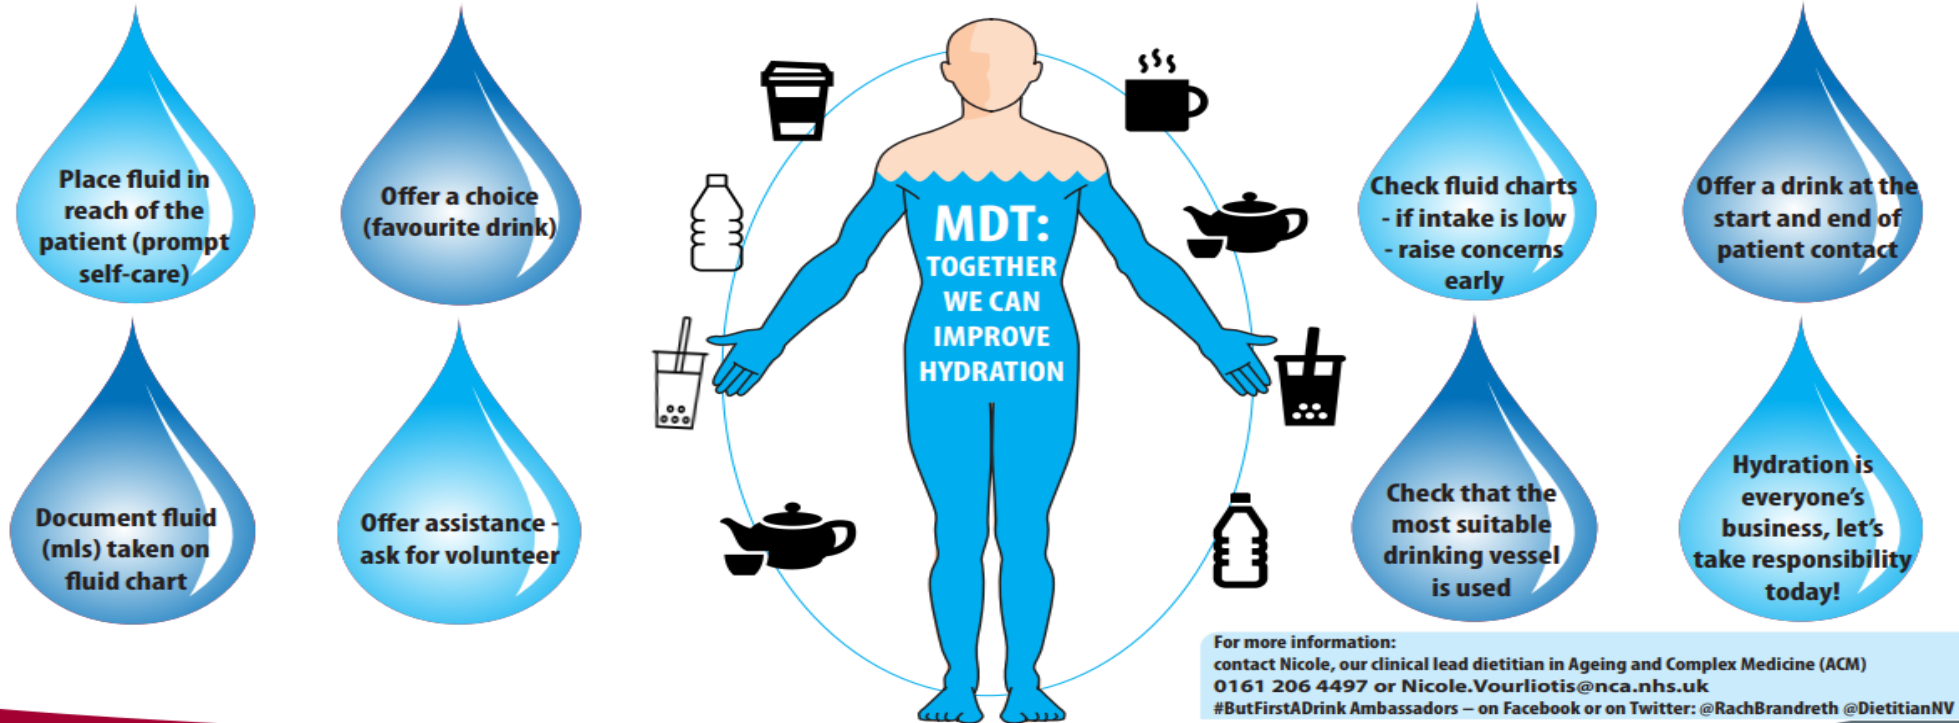 Place fluid in
reach of the
patient (prompt
self-care)
Offer a choice
(favourite drink)
Document fluid
(mls) taken on
fluid chart
Offer assistance -
ask for volunteer
MDT:
TOGETHER
WE CAN
IMPROVE
HYDRATION
Check fluid charts
- if intake is low
- raise concerns
early
Offer a drink at the
start and end of
patient contact
Check that the
most suitable
drinking vessel
is used
Hydration is
everyone's
business, let's
take responsibility
today!
For more information:
contact Nicole, our clinical lead dietitian in Ageing and Complex Medicine (ACM)
0161 206 4497 or Nicole.Vourliotis@nca.nhs.uk
#ButFirstADrink Ambassadors – on Facebook or on Twitter: @RachBrandreth @DietitianNV